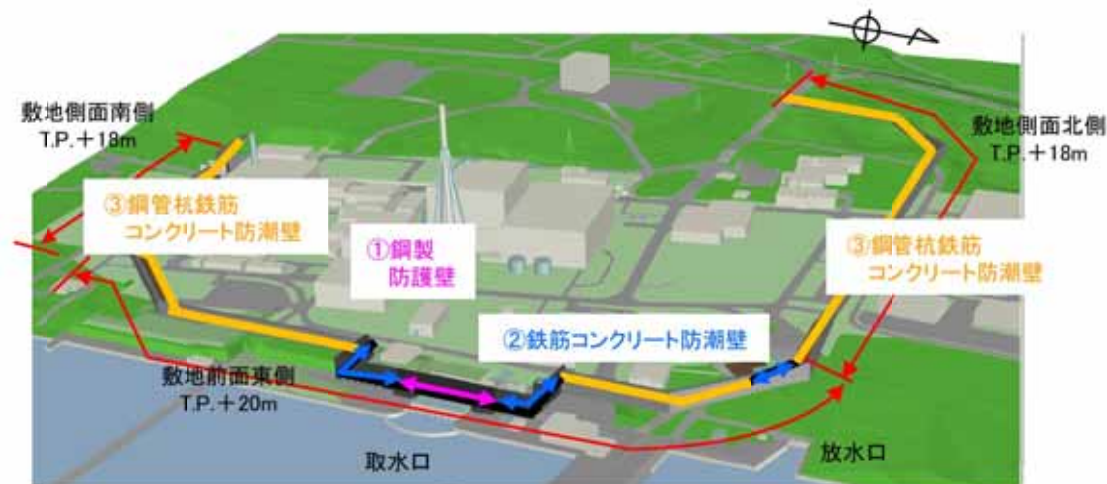 敷地側面南側
T.P.+18m
敷地側面北側
T.P.+18m
③鋼管杭鉄筋
コンクリート防潮壁
①鋼製
防護壁
③鋼管杭鉄筋
コンクリート防潮壁
②鉄筋コンクリート防潮壁
敷地前面東側
T.P.+20m
取水口
放水口